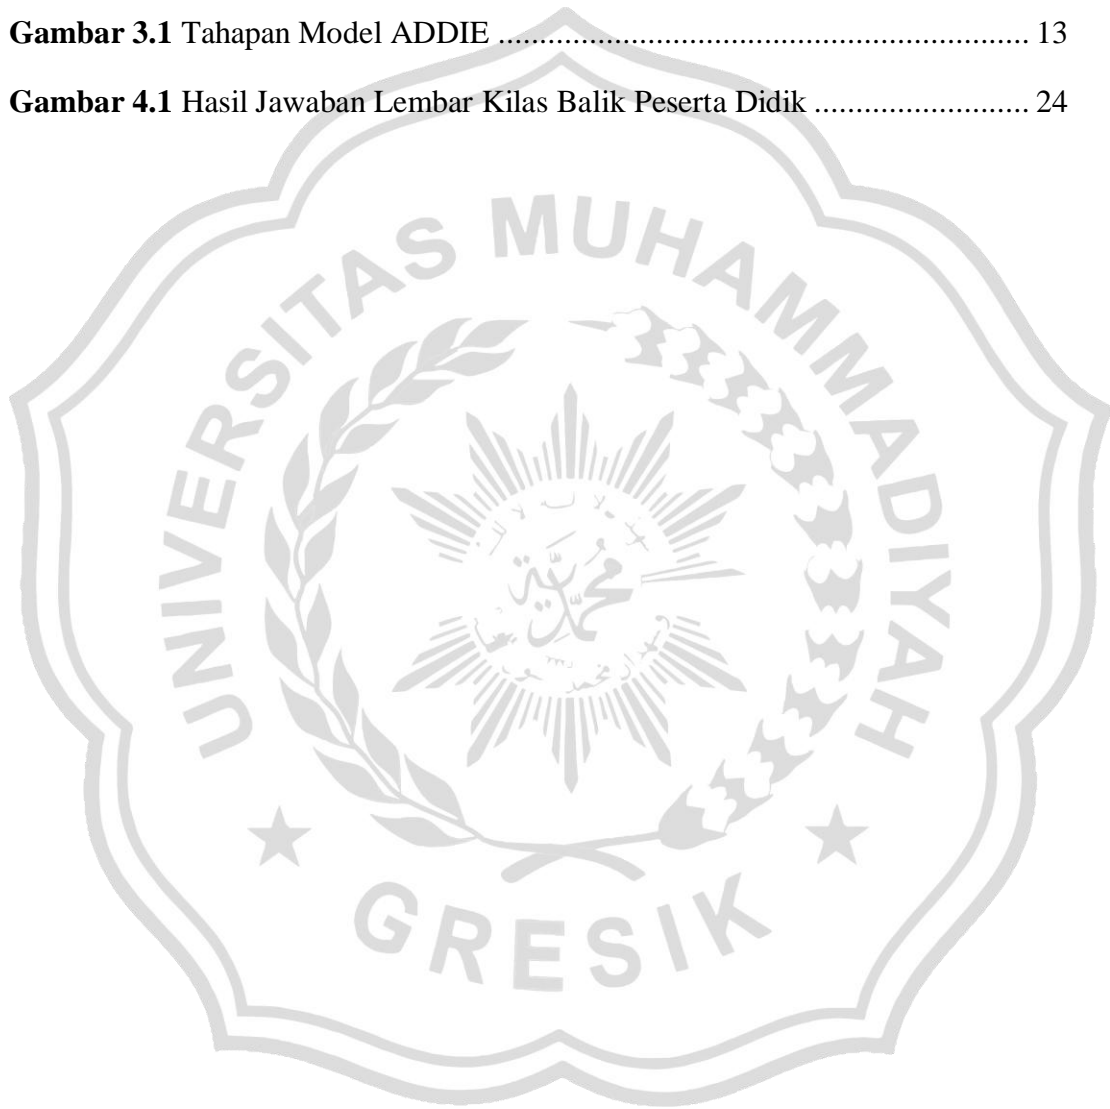 Gambar 3.1 Tahapan Model ADDIE .................................................................. 13
Gambar 4.1 Hasil Jawaban Lembar Kilas Balik Peserta Didik ........................... 24
UNIVERSITAS MUHAMMADIYAH
محمدية
GRESIK